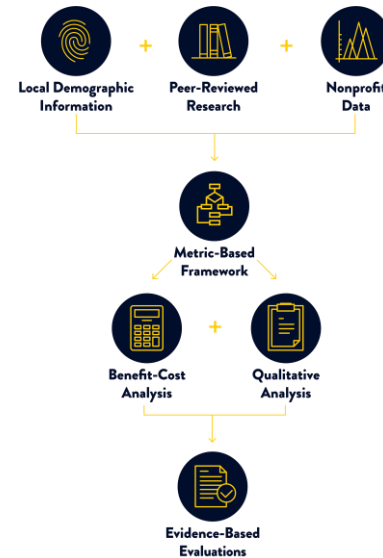 Local Demographic
Information
+
Peer-Reviewed
Research
+
Nonprofit
Data
Metric-Based
Framework
Benefit-Cost
Analysis
+
Qualitative
Analysis
Evidence-Based
Evaluations